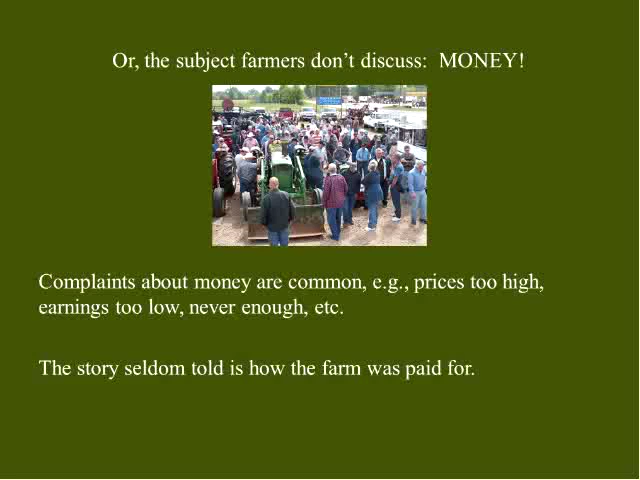 Or, the subject farmers don’t discuss:  MONEY!
Complaints about money are common, e.g., prices too high,
earnings too low, never enough, etc.
The story seldom told is how the farm was paid for.